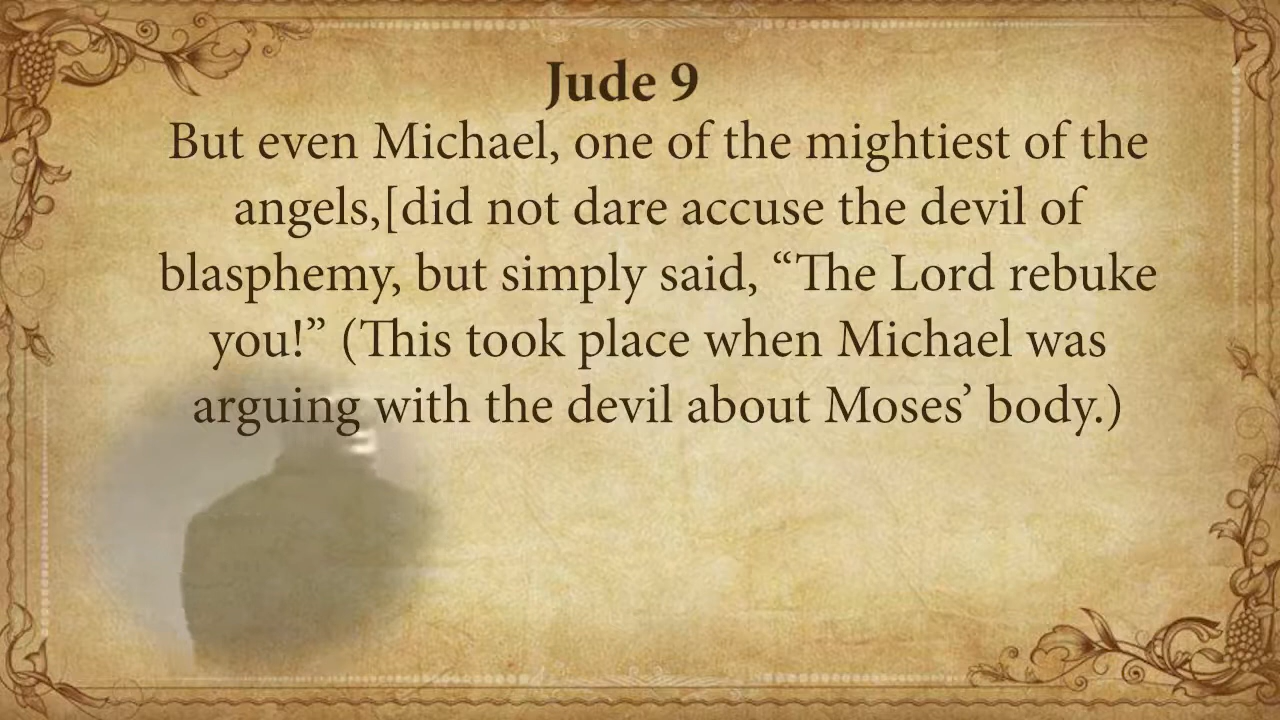 Jude 9
But even Michael, one of the mightiest of the
angels,[did not dare accuse the devil of
blasphemy, but simply said, “The Lord rebuke
you!” (This took place when Michael was
arguing with the devil about Moses’ body.)